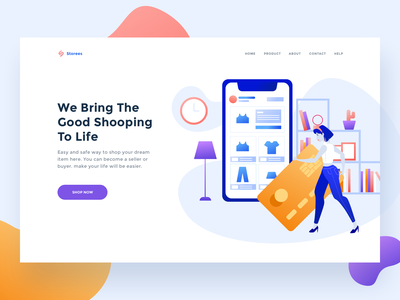 Storees
HOME
PRODUCT
ABOUT
CONTACT
HELP
We Bring The
Good Shooping
To Life
Easy and safe way to shop your dream
item here. You can become a seller or
buyer, make your life will be easier.
SHOP NOW